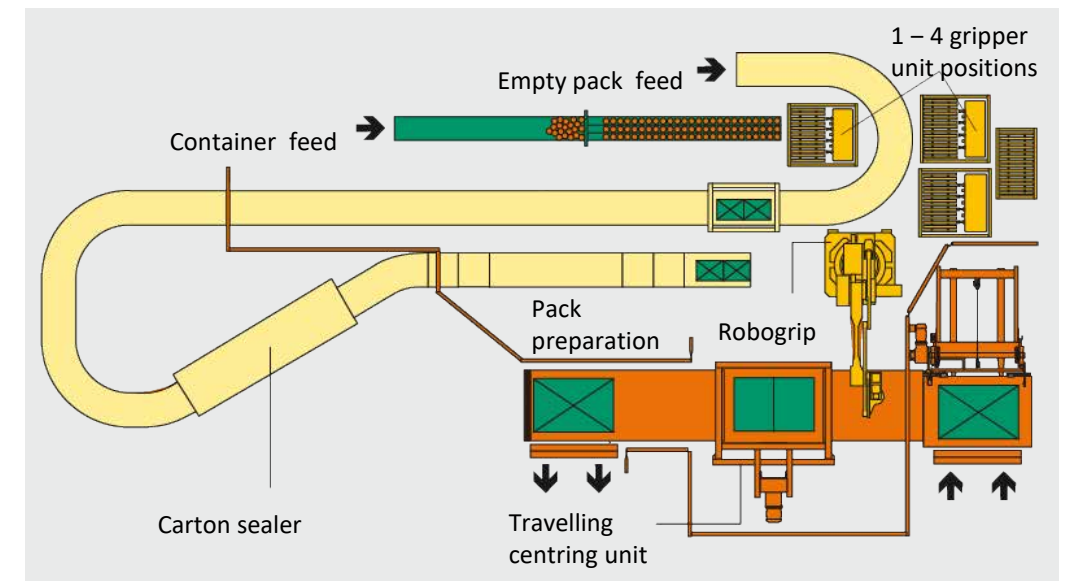 1 – 4 gripper
unit positions
Empty pack feed
Container feed
Pack
preparation
Robogrip
Carton sealer
Travelling
centring unit